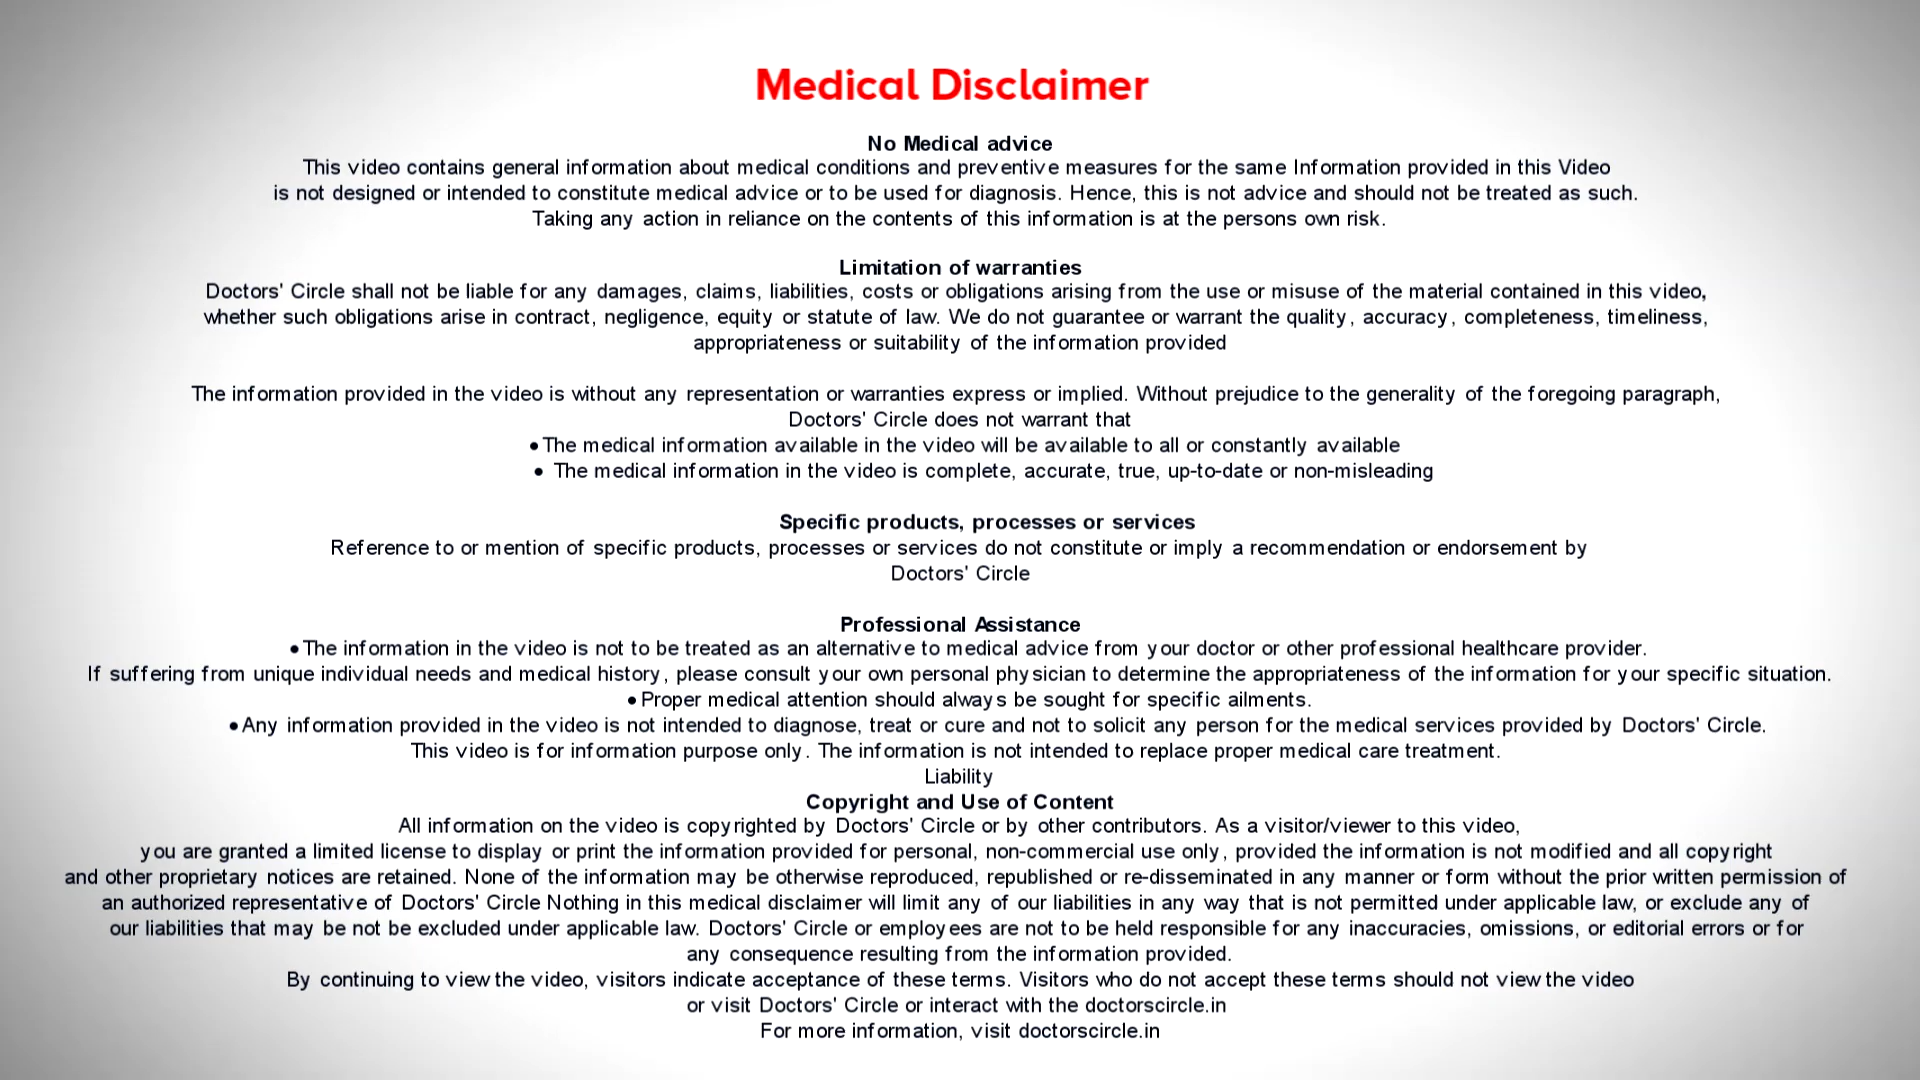 Medical Disclaimer
No Medical advice
This video contains general information about medical conditions and preventive measures for the same Information provided in this Video
is not designed or intended to constitute medical advice or to be used for diagnosis. Hence, this is not advice and should not be treated as such.
Taking any action in reliance on the contents of this information is at the persons own risk.
Limitation of warranties
Doctors' Circle shall not be liable for any damages, claims, liabilities, costs or obligations arising from the use or misuse of the material contained in this video,
whether such obligations arise in contract, negligence, equity or statute of law. We do not guarantee or warrant the quality, accuracy, completeness, timeliness,
appropriateness or suitability of the information provided
The information provided in the video is without any representation or warranties express or implied. Without prejudice to the generality of the foregoing paragraph,
Doctors' Circle does not warrant that
• The medical information available in the video will be available to all or constantly available
• The medical information in the video is complete, accurate, true, up-to-date or non-misleading
Specific products, processes or services
Reference to or mention of specific products, processes or services do not constitute or imply a recommendation or endorsement by
Doctors' Circle
Professional Assistance
• The information in the video is not to be treated as an alternative to medical advice from your doctor or other professional healthcare provider.
If suffering from unique individual needs and medical history, please consult your own personal physician to determine the appropriateness of the information for your specific situation.
• Proper medical attention should always be sought for specific ailments.
• Any information provided in the video is not intended to diagnose, treat or cure and not to solicit any person for the medical services provided by Doctors' Circle.
This video is for information purpose only. The information is not intended to replace proper medical care treatment.
Liability
Copyright and Use of Content
All information on the video is copyrighted by Doctors' Circle or by other contributors. As a visitor/viewer to this video,
you are granted a limited license to display or print the information provided for personal, non-commercial use only, provided the information is not modified and all copyright
and other proprietary notices are retained. None of the information may be otherwise reproduced, republished or re-disseminated in any manner or form without the prior written permission of
an authorized representative of Doctors' Circle Nothing in this medical disclaimer will limit any of our liabilities in any way that is not permitted under applicable law, or exclude any of
our liabilities that may be not be excluded under applicable law. Doctors' Circle or employees are not to be held responsible for any inaccuracies, omissions, or editorial errors or for
any consequence resulting from the information provided.
By continuing to view the video, visitors indicate acceptance of these terms. Visitors who do not accept these terms should not view the video
or visit Doctors' Circle or interact with the doctorscircle.in
For more information, visit doctorscircle.in